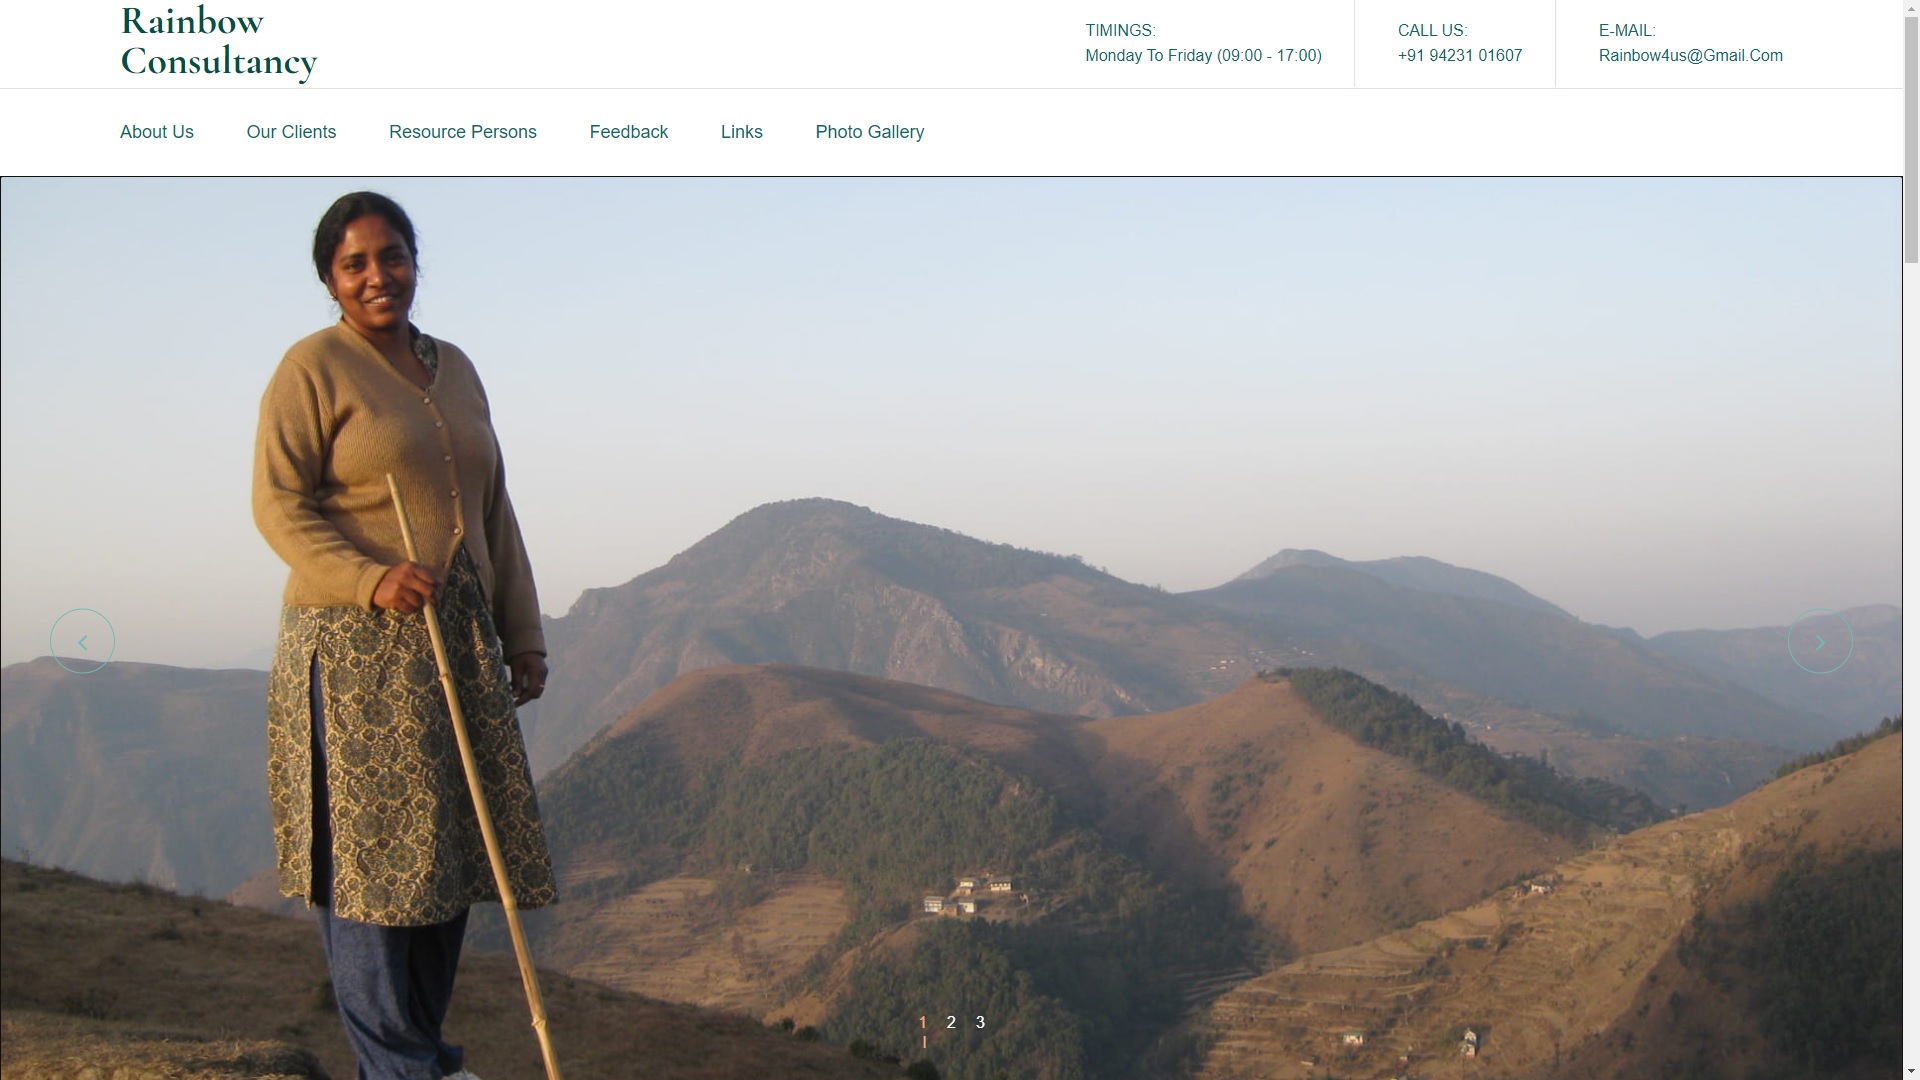 Rainbow
Consultancy
TIMINGS:
Monday To Friday (09:00 - 17:00)
CALL US:
+91 94231 01607
E-MAIL:
Rainbow4us@Gmail.Com
About Us
Our Clients
Resource Persons
Feedback
Links
Photo Gallery
1 2 3